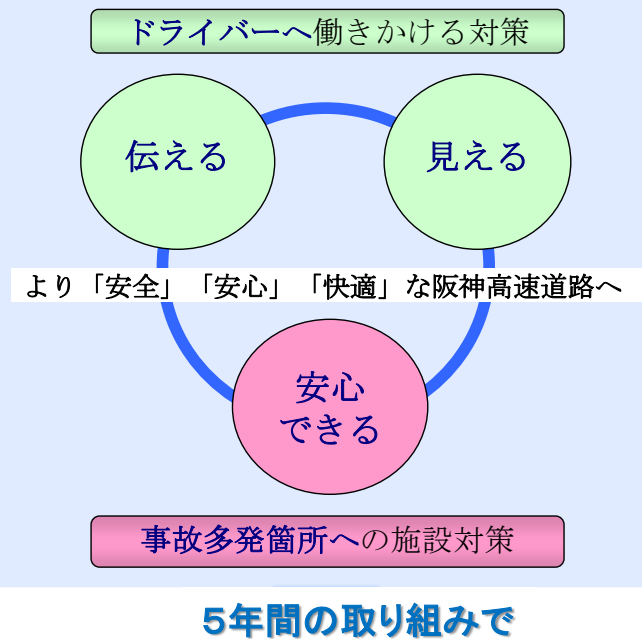 ドライバーへ働きかける対策
伝える
見える
より「安全」「安心」「快適」な阪神高速道路へ
安心
できる
事故多発箇所への施設対策
5年間の取り組みで